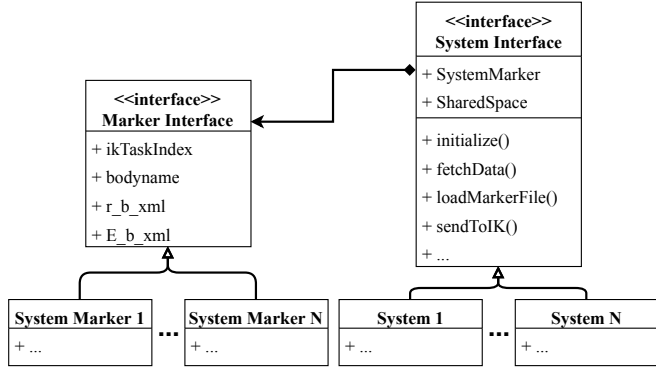 <<interface>>
System Interface
+ SystemMarker
+ SharedSpace
+ initialize()
+ fetchData()
+ loadMarkerFile()
+ sendToIK()
+ ...
<<interface>>
Marker Interface
+ ikTaskIndex
+ bodyname
+ r_b_xml
+ E_b_xml
System Marker 1
+ ...
...
System Marker N
+ ...
System 1
+ ...
...
System N
+ ...